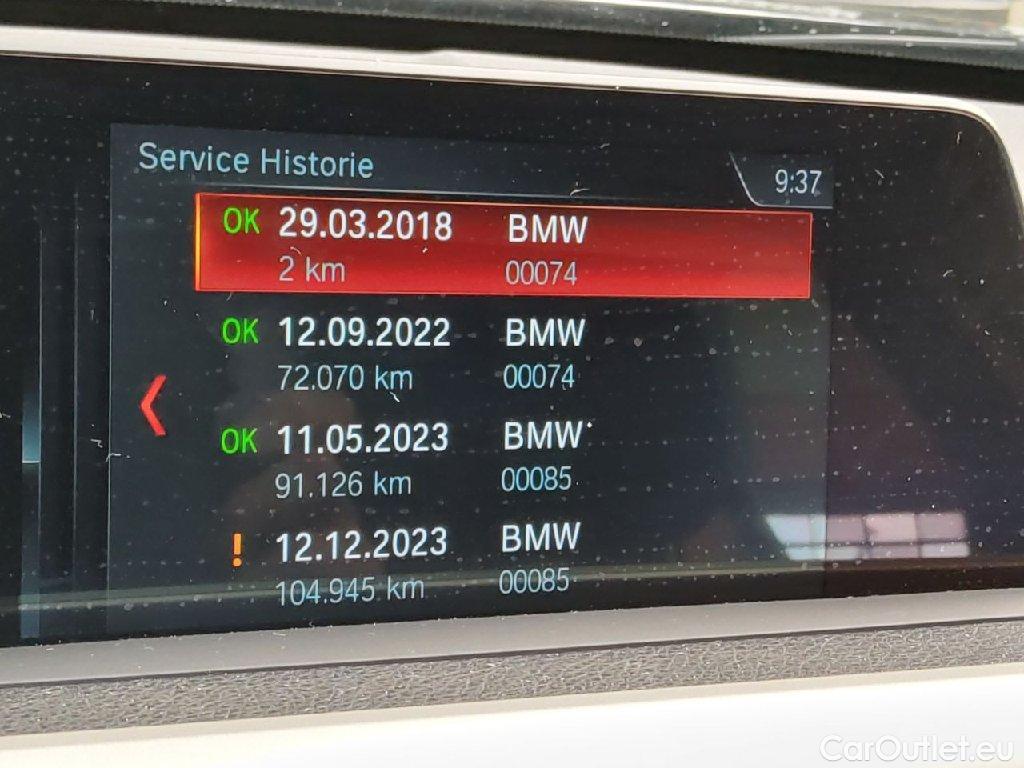 Service Historie
9:37
OK 29.03.2018 BMW
2 km 00074
OK 12.09.2022 BMW
72.070 km 00074
OK 11.05.2023 BMW
91.126 km 00085
! 12.12.2023 BMW
104.945 km 00085
CarOutlet.eu